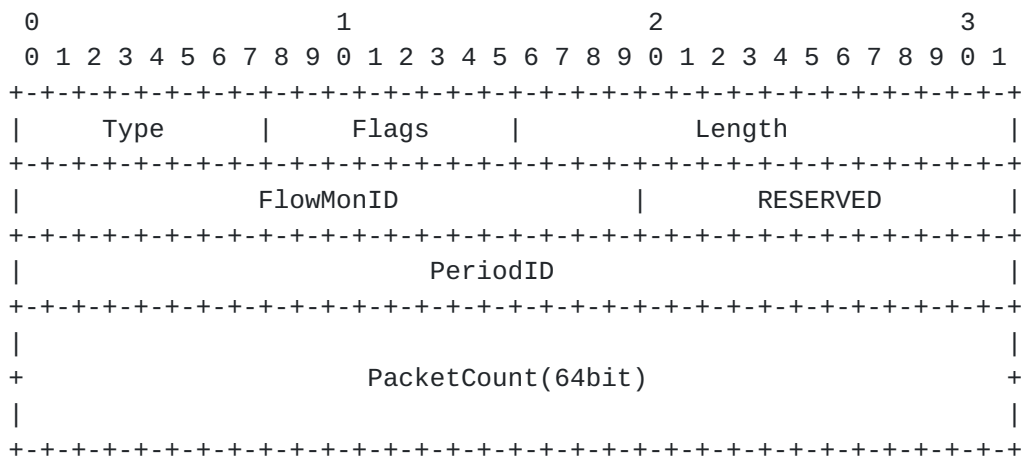 0                   1                   2                   3
 0 1 2 3 4 5 6 7 8 9 0 1 2 3 4 5 6 7 8 9 0 1 2 3 4 5 6 7 8 9 0 1
+-+-+-+-+-+-+-+-+-+-+-+-+-+-+-+-+-+-+-+-+-+-+-+-+-+-+-+-+-+-+-+-+
|     Type      |     Flags     |           Length              |
+-+-+-+-+-+-+-+-+-+-+-+-+-+-+-+-+-+-+-+-+-+-+-+-+-+-+-+-+-+-+-+-+
|               FlowMonID               |       RESERVED        |
+-+-+-+-+-+-+-+-+-+-+-+-+-+-+-+-+-+-+-+-+-+-+-+-+-+-+-+-+-+-+-+-+
|                          PeriodID                             |
+-+-+-+-+-+-+-+-+-+-+-+-+-+-+-+-+-+-+-+-+-+-+-+-+-+-+-+-+-+-+-+-+
|                                                               |
+                      PacketCount(64bit)                       +
|                                                               |
+-+-+-+-+-+-+-+-+-+-+-+-+-+-+-+-+-+-+-+-+-+-+-+-+-+-+-+-+-+-+-+-+